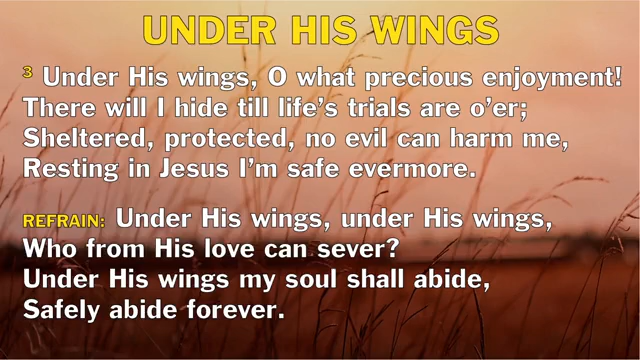 UNDER HIS WINGS
3 Under His wings, O what precious enjoyment!
There will I hide till life’s trials are o’er;
Sheltered, protected, no evil can harm me,
Resting in Jesus I’m safe evermore.
REFRAIN: Under His wings, under His wings,
Who from His love can sever?
Under His wings my soul shall abide,
Safely abide forever.